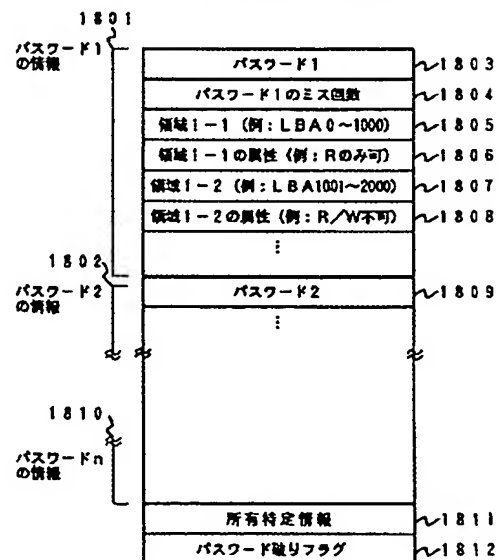 1801
パスワード1
の情報
パスワード1
1803
パスワード1のミス回数
1804
領域1-1 (例:LBA0~1000)
1805
領域1-1の属性 (例:Rのみ可)
1806
領域1-2 (例:LBA1001~2000)
1807
領域1-2の属性 (例:R/W不可)
1808
⋮
1802
パスワード2
の情報
パスワード2
1809
⋮
1810
パスワードn
の情報
所有特定情報
1811
パスワード破りフラグ
1812